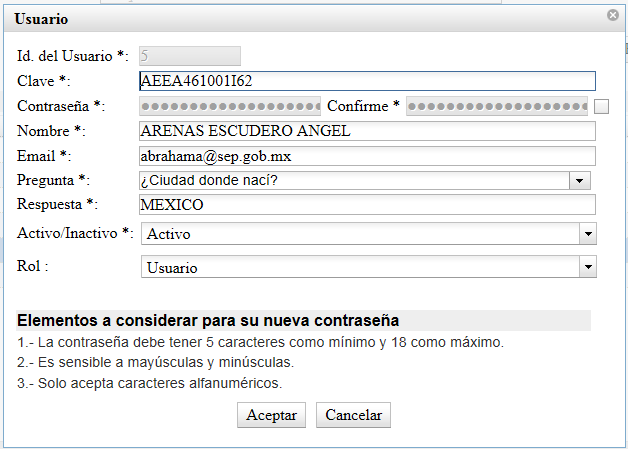 Usuario
Id. del Usuario *: 5
Clave *: AEEA461001I62
Contraseña *: ●●●●●●●●●●●●●●●●●●● Confirme * ●●●●●●●●●●●●●●●●●●●
Nombre *: ARENAS ESCUDERO ANGEL
Email *: abrahama@sep.gob.mx
Pregunta *: ¿Ciudad donde nací?
Respuesta *: MEXICO
Activo/Inactivo *: Activo
Rol : Usuario
Elementos a considerar para su nueva contraseña
1.- La contraseña debe tener 5 caracteres como mínimo y 18 como máximo.
2.- Es sensible a mayúsculas y minúsculas.
3.- Solo acepta caracteres alfanuméricos.
Aceptar Cancelar